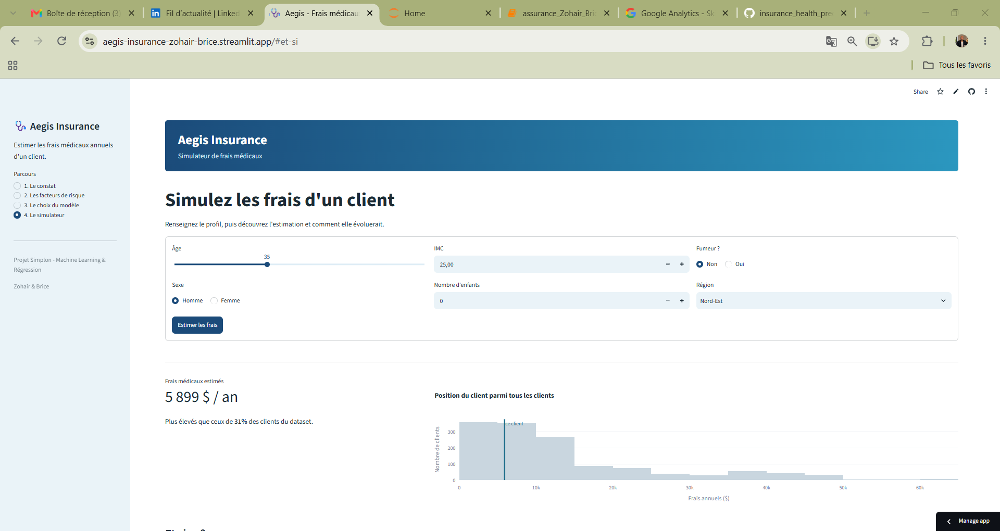 Boîte de réception (3)
Fil d'actualité | Linked
Aegis - Frais médicau
Home
assurance_Zohair_Bri
Google Analytics - Sk
insurance_health_pre
aegis-insurance-zohair-brice.streamlit.app/#et-si
Tous les favoris
Share
Aegis Insurance
Estimer les frais médicaux annuels
d'un client.
Parcours
1. Le constat
2. Les facteurs de risque
3. Le choix du modèle
4. Le simulateur
Projet Simplon - Machine Learning &
Régression
Zohair & Brice
Aegis Insurance
Simulateur de frais médicaux
Simulez les frais d'un client
Renseignez le profil, puis découvrez l'estimation et comment elle évoluerait.
Âge
35
IMC
25,00
Fumeur ?
Non
Oui
Sexe
Homme
Femme
Nombre d'enfants
0
Région
Nord-Est
Estimer les frais
Frais médicaux estimés
5 899 $ / an
Plus élevés que ceux de 31% des clients du dataset.
Position du client parmi tous les clients
ce client
Nombre de clients
300
200
100
0
0
10k
20k
30k
40k
50k
60k
Frais annuels ($)
Manage app